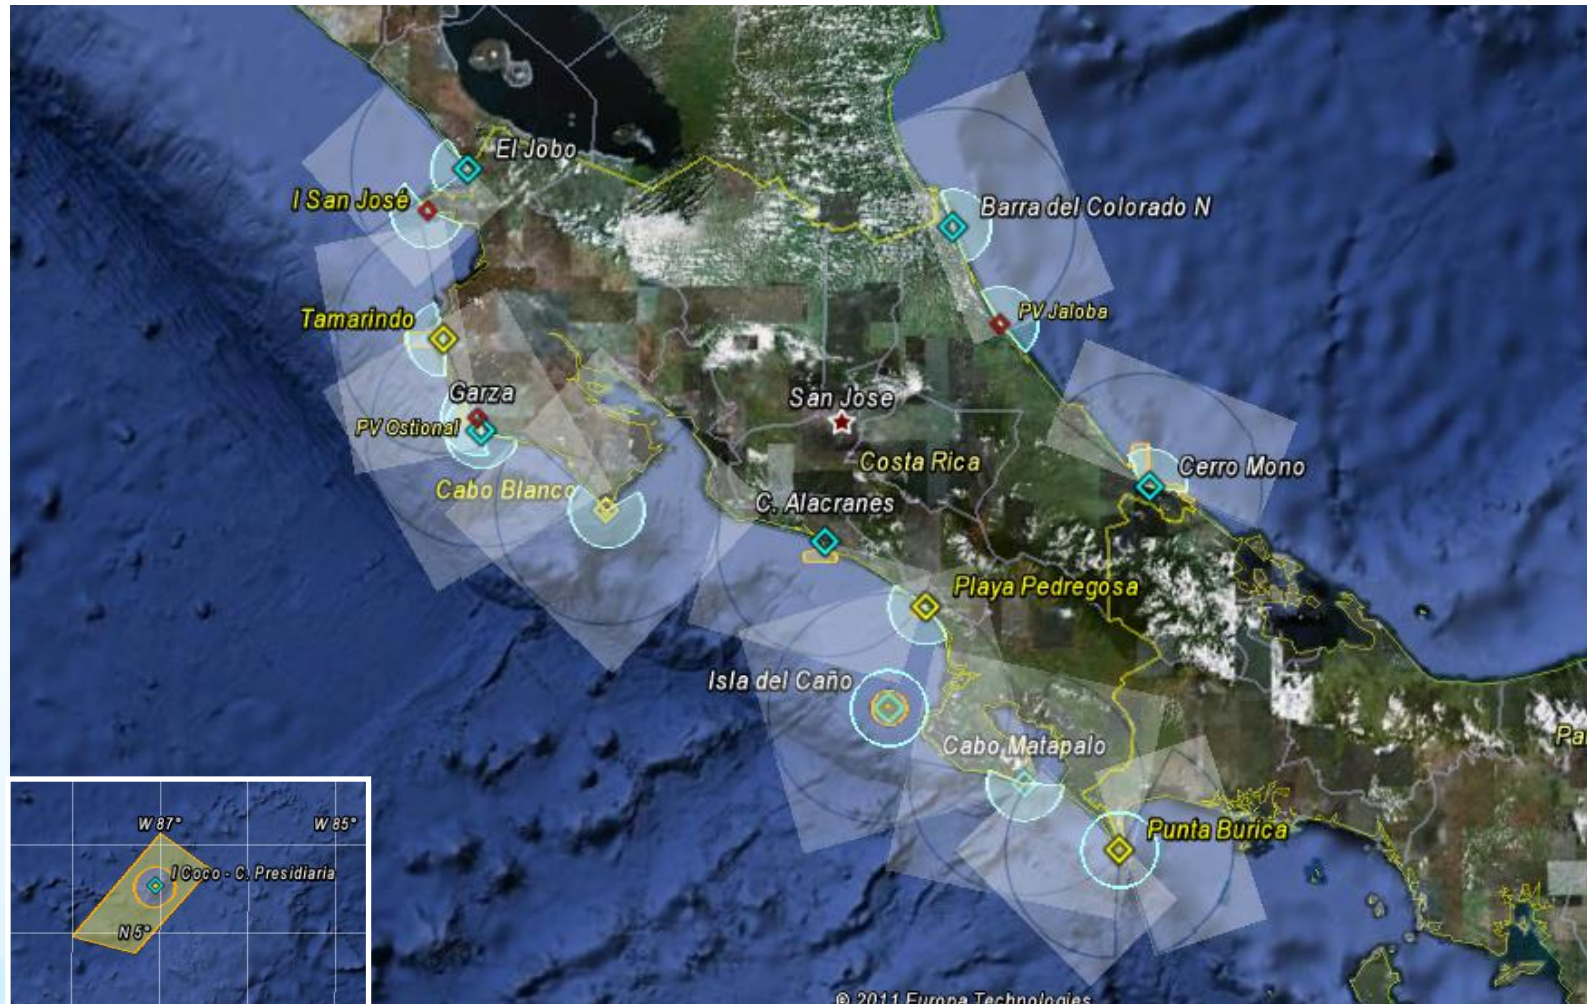 El Jobo
I San José
Barra del Colorado N
Tamarindo
PV Jaloba
Garza
San Jose
PV Ostional
Costa Rica
Cerro Mono
Cabo Blanco
C. Alacranes
Playa Pedregosa
Isla del Caño
Cabo Matapalo
Pa
Punta Burica
W 87°
W 85°
I Coco - C. Presidiaria
N 5°
© 2011 Europa Technologies